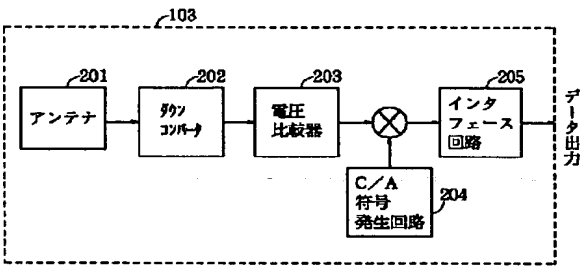 103
201
202
203
205
アンテナ
ダウン
コンバータ
電圧
比較器
インタ
フェース
回路
データ出力
C/A
符号
発生回路
204